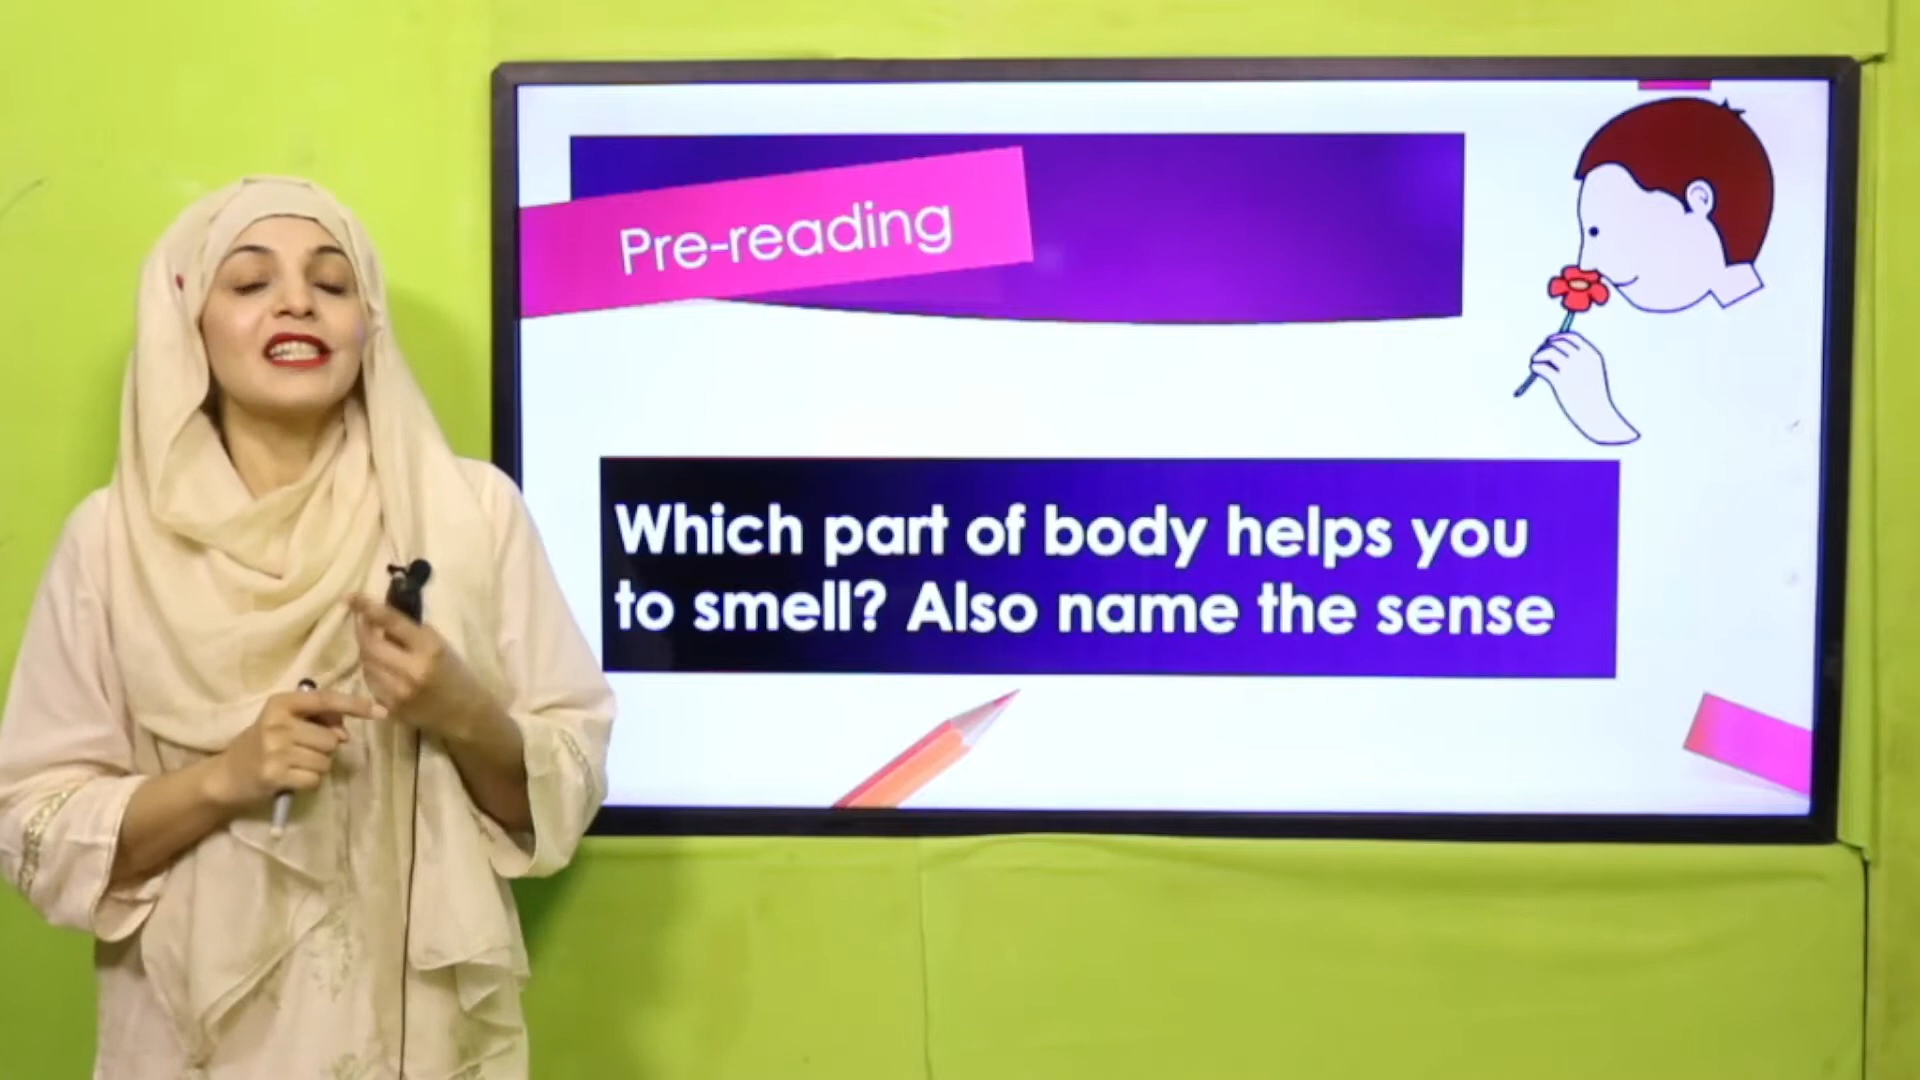 Pre-reading
Which part of body helps you
to smell? Also name the sense